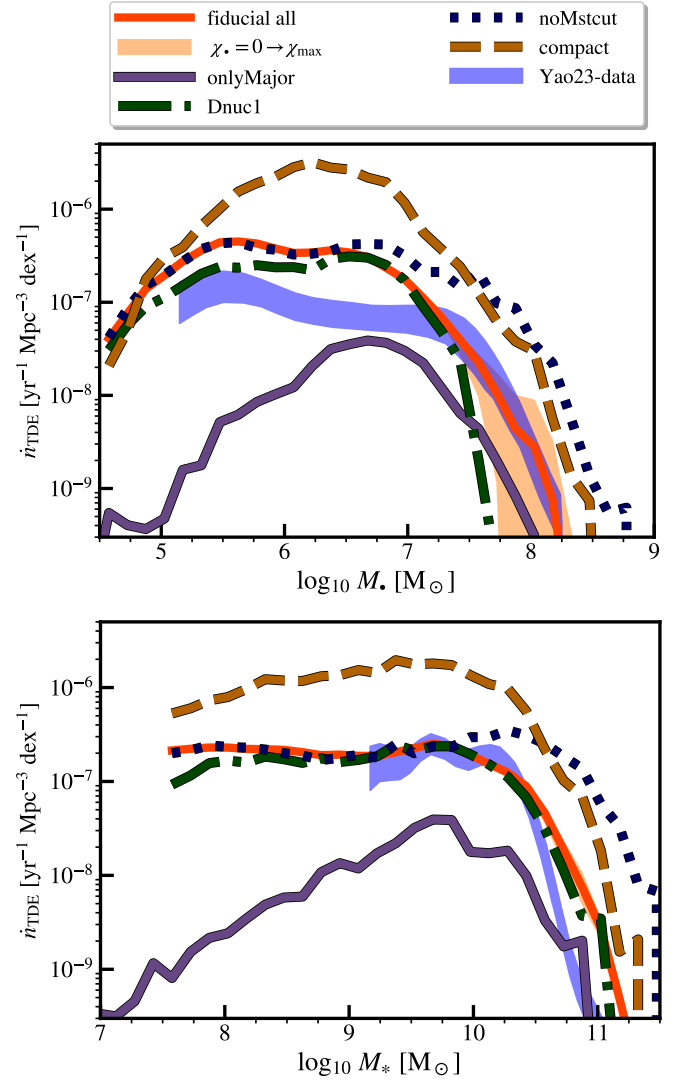 fiducial all
χ• = 0 → χmax
onlyMajor
Dnuc1
noMstcut
compact
Yao23-data
10⁻⁶
10⁻⁷
10⁻⁸
10⁻⁹
ṅTDE [yr⁻¹ Mpc⁻³ dex⁻¹]
5 6 7 8 9
log₁₀ M• [M⊙]
10⁻⁶
10⁻⁷
10⁻⁸
10⁻⁹
ṅTDE [yr⁻¹ Mpc⁻³ dex⁻¹]
7 8 9 10 11
log₁₀ M* [M⊙]